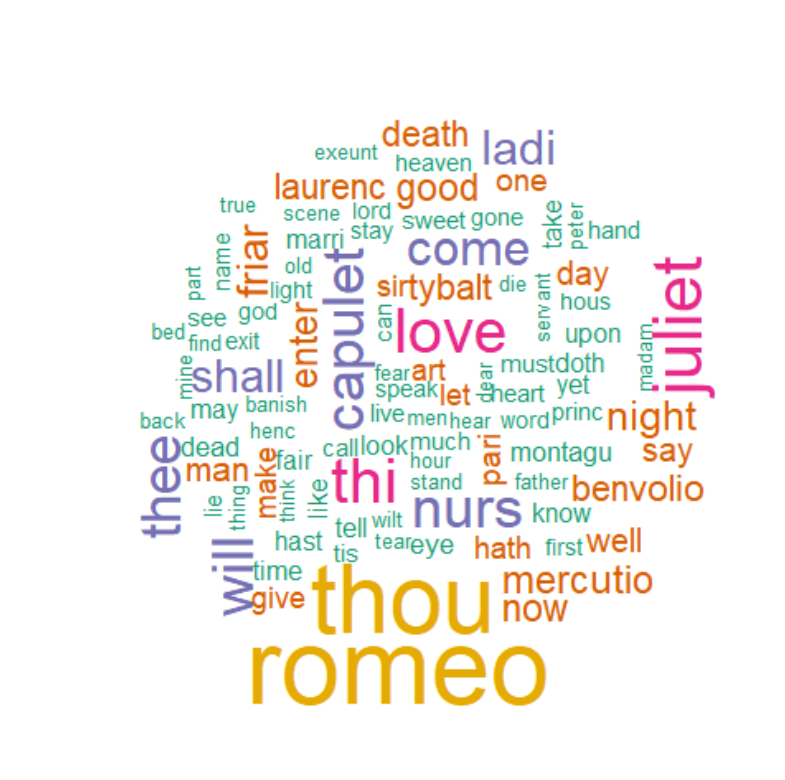 death
ladi
exeunt
heaven
laurenc good one
true
scene lord
sweet gone
take
peter
hand
marri stay
name
friar
come
part
old
capulet
juliet
light
sirtybalt die
servant
day
hous
see god
enter
can
love
upon
bed
find exit
madam
mine
shall
fear art
speak let
dear
heart
mustdoth
yet
back
may banish
live men hear word princ
night
henc
thee
dead
call look much
pari
montagu
say
man
make
fair
hour
stand
father
benvolio
lie
thing
think
like
thi
nurs
know
tell wilt
hast
tis
tear eye
hath first well
will
time
give
thou
mercutio
now
romeo